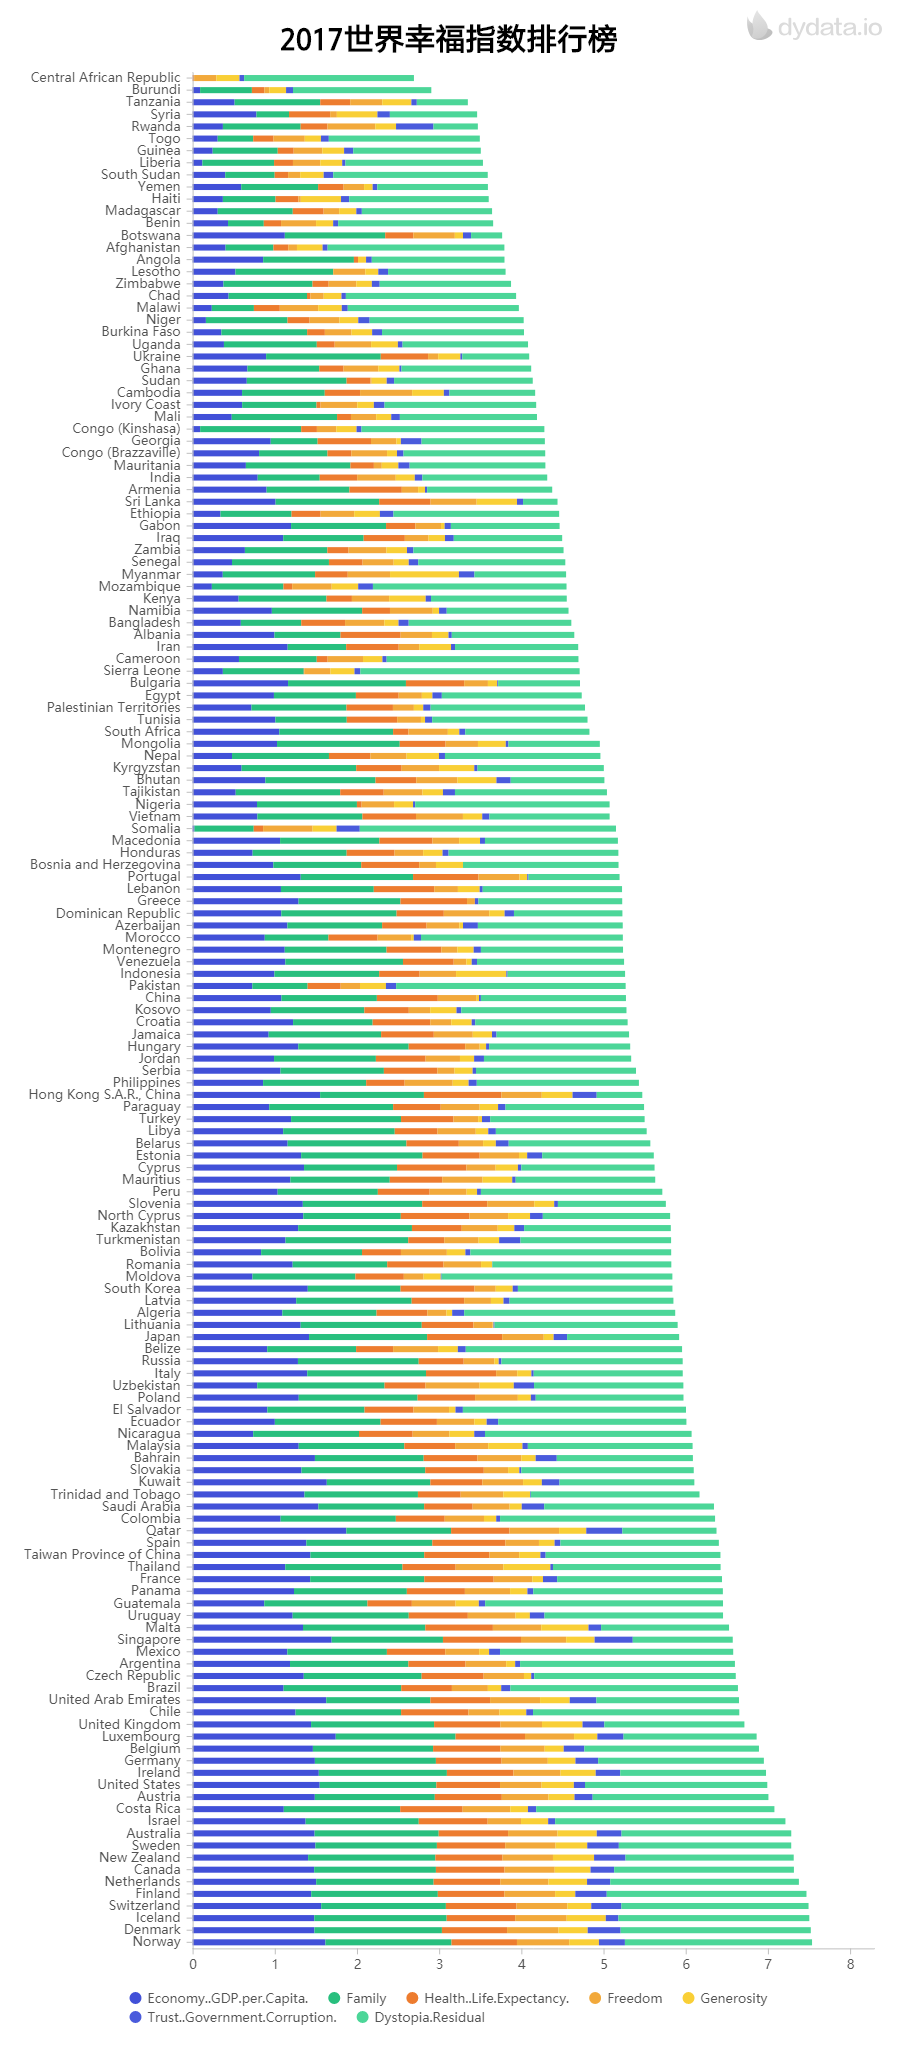 dydata.io
2017世界幸福指数排行榜
Central African Republic
Burundi
Tanzania
Syria
Rwanda
Togo
Guinea
Liberia
South Sudan
Yemen
Haiti
Madagascar
Benin
Botswana
Afghanistan
Angola
Lesotho
Zimbabwe
Chad
Malawi
Niger
Burkina Faso
Uganda
Ukraine
Ghana
Sudan
Cambodia
Ivory Coast
Mali
Congo (Kinshasa)
Georgia
Congo (Brazzaville)
Mauritania
India
Armenia
Sri Lanka
Ethiopia
Gabon
Iraq
Zambia
Senegal
Myanmar
Mozambique
Kenya
Namibia
Bangladesh
Albania
Iran
Cameroon
Sierra Leone
Bulgaria
Egypt
Palestinian Territories
Tunisia
South Africa
Mongolia
Nepal
Kyrgyzstan
Bhutan
Tajikistan
Nigeria
Vietnam
Somalia
Macedonia
Honduras
Bosnia and Herzegovina
Portugal
Lebanon
Greece
Dominican Republic
Azerbaijan
Morocco
Montenegro
Venezuela
Indonesia
Pakistan
China
Kosovo
Croatia
Jamaica
Hungary
Jordan
Serbia
Philippines
Hong Kong S.A.R., China
Paraguay
Turkey
Libya
Belarus
Estonia
Cyprus
Mauritius
Peru
Slovenia
North Cyprus
Kazakhstan
Turkmenistan
Bolivia
Romania
Moldova
South Korea
Latvia
Algeria
Lithuania
Japan
Belize
Russia
Italy
Uzbekistan
Poland
El Salvador
Ecuador
Nicaragua
Malaysia
Bahrain
Slovakia
Kuwait
Trinidad and Tobago
Saudi Arabia
Colombia
Qatar
Spain
Taiwan Province of China
Thailand
France
Panama
Guatemala
Uruguay
Malta
Singapore
Mexico
Argentina
Czech Republic
Brazil
United Arab Emirates
Chile
United Kingdom
Luxembourg
Belgium
Germany
Ireland
United States
Austria
Costa Rica
Israel
Australia
Sweden
New Zealand
Canada
Netherlands
Finland
Switzerland
Iceland
Denmark
Norway
0 1 2 3 4 5 6 7 8
Economy..GDP.per.Capita. Family Health..Life.Expectancy. Freedom Generosity
Trust..Government.Corruption. Dystopia.Residual